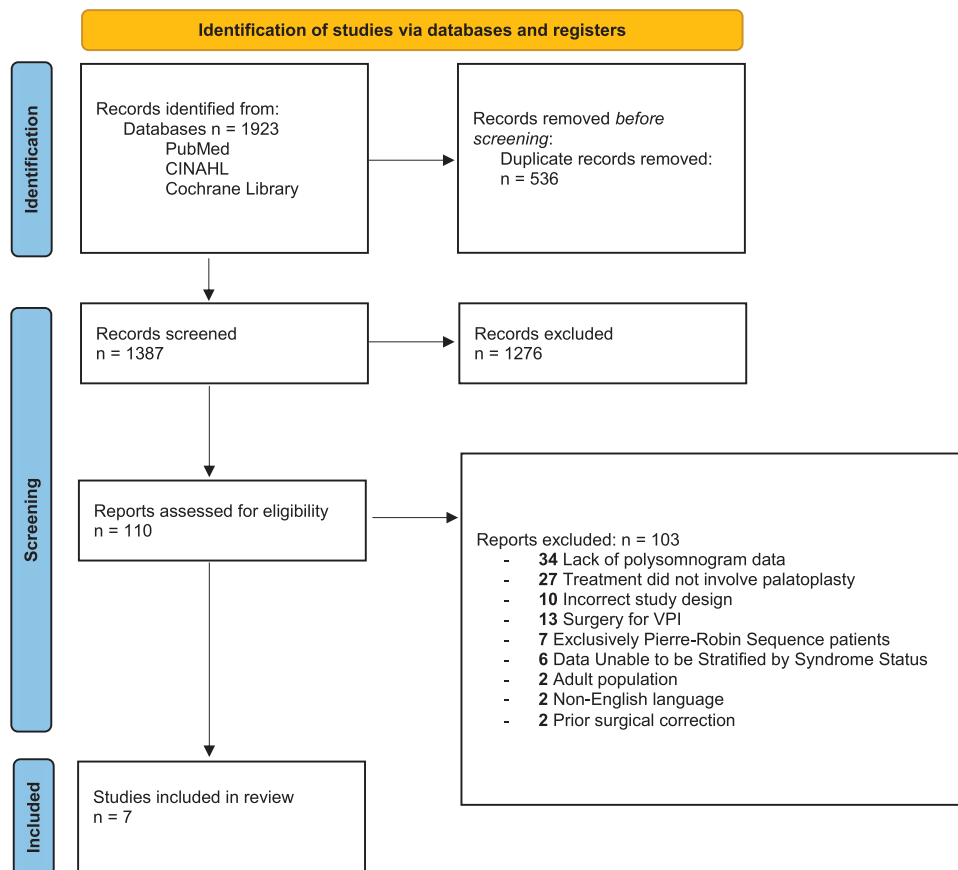 Identification of studies via databases and registers
Identification
Records identified from:
Databases n = 1923
PubMed
CINAHL
Cochrane Library
Records removed before
screening:
Duplicate records removed:
n = 536
Screening
Records screened
n = 1387
Records excluded
n = 1276
Reports assessed for eligibility
n = 110
Reports excluded: n = 103
- 34 Lack of polysomnogram data
- 27 Treatment did not involve palatoplasty
- 10 Incorrect study design
- 13 Surgery for VPI
- 7 Exclusively Pierre-Robin Sequence patients
- 6 Data Unable to be Stratified by Syndrome Status
- 2 Adult population
- 2 Non-English language
- 2 Prior surgical correction
Included
Studies included in review
n = 7